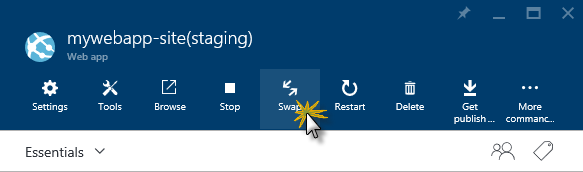 mywebapp-site(staging)
Web app
Settings
Tools
Browse
Stop
Swap
Restart
Delete
Get
publish ...
More
commanc...
Essentials